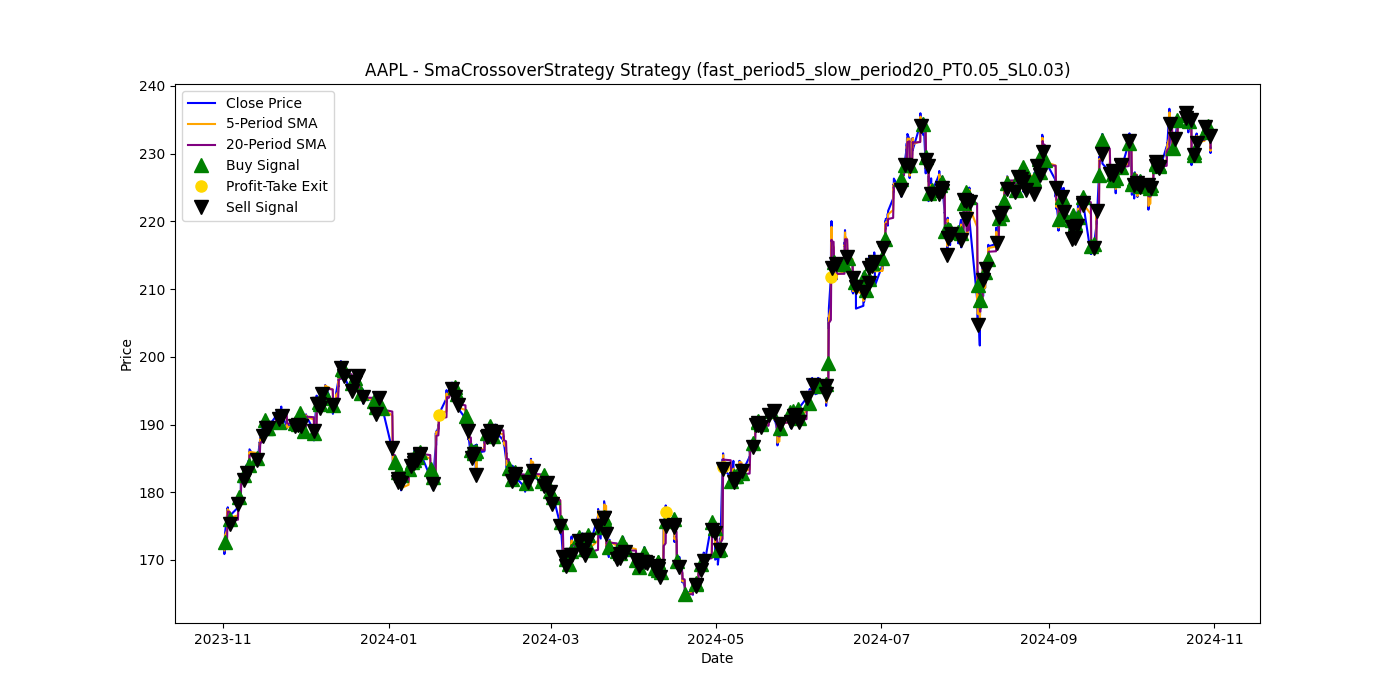 AAPL - SmaCrossoverStrategy Strategy (fast_period5_slow_period20_PT0.05_SL0.03)
Close Price
5-Period SMA
20-Period SMA
Buy Signal
Profit-Take Exit
Sell Signal
240
230
220
210
200
190
180
170
Price
2023-11 2024-01 2024-03 2024-05 2024-07 2024-09 2024-11
Date